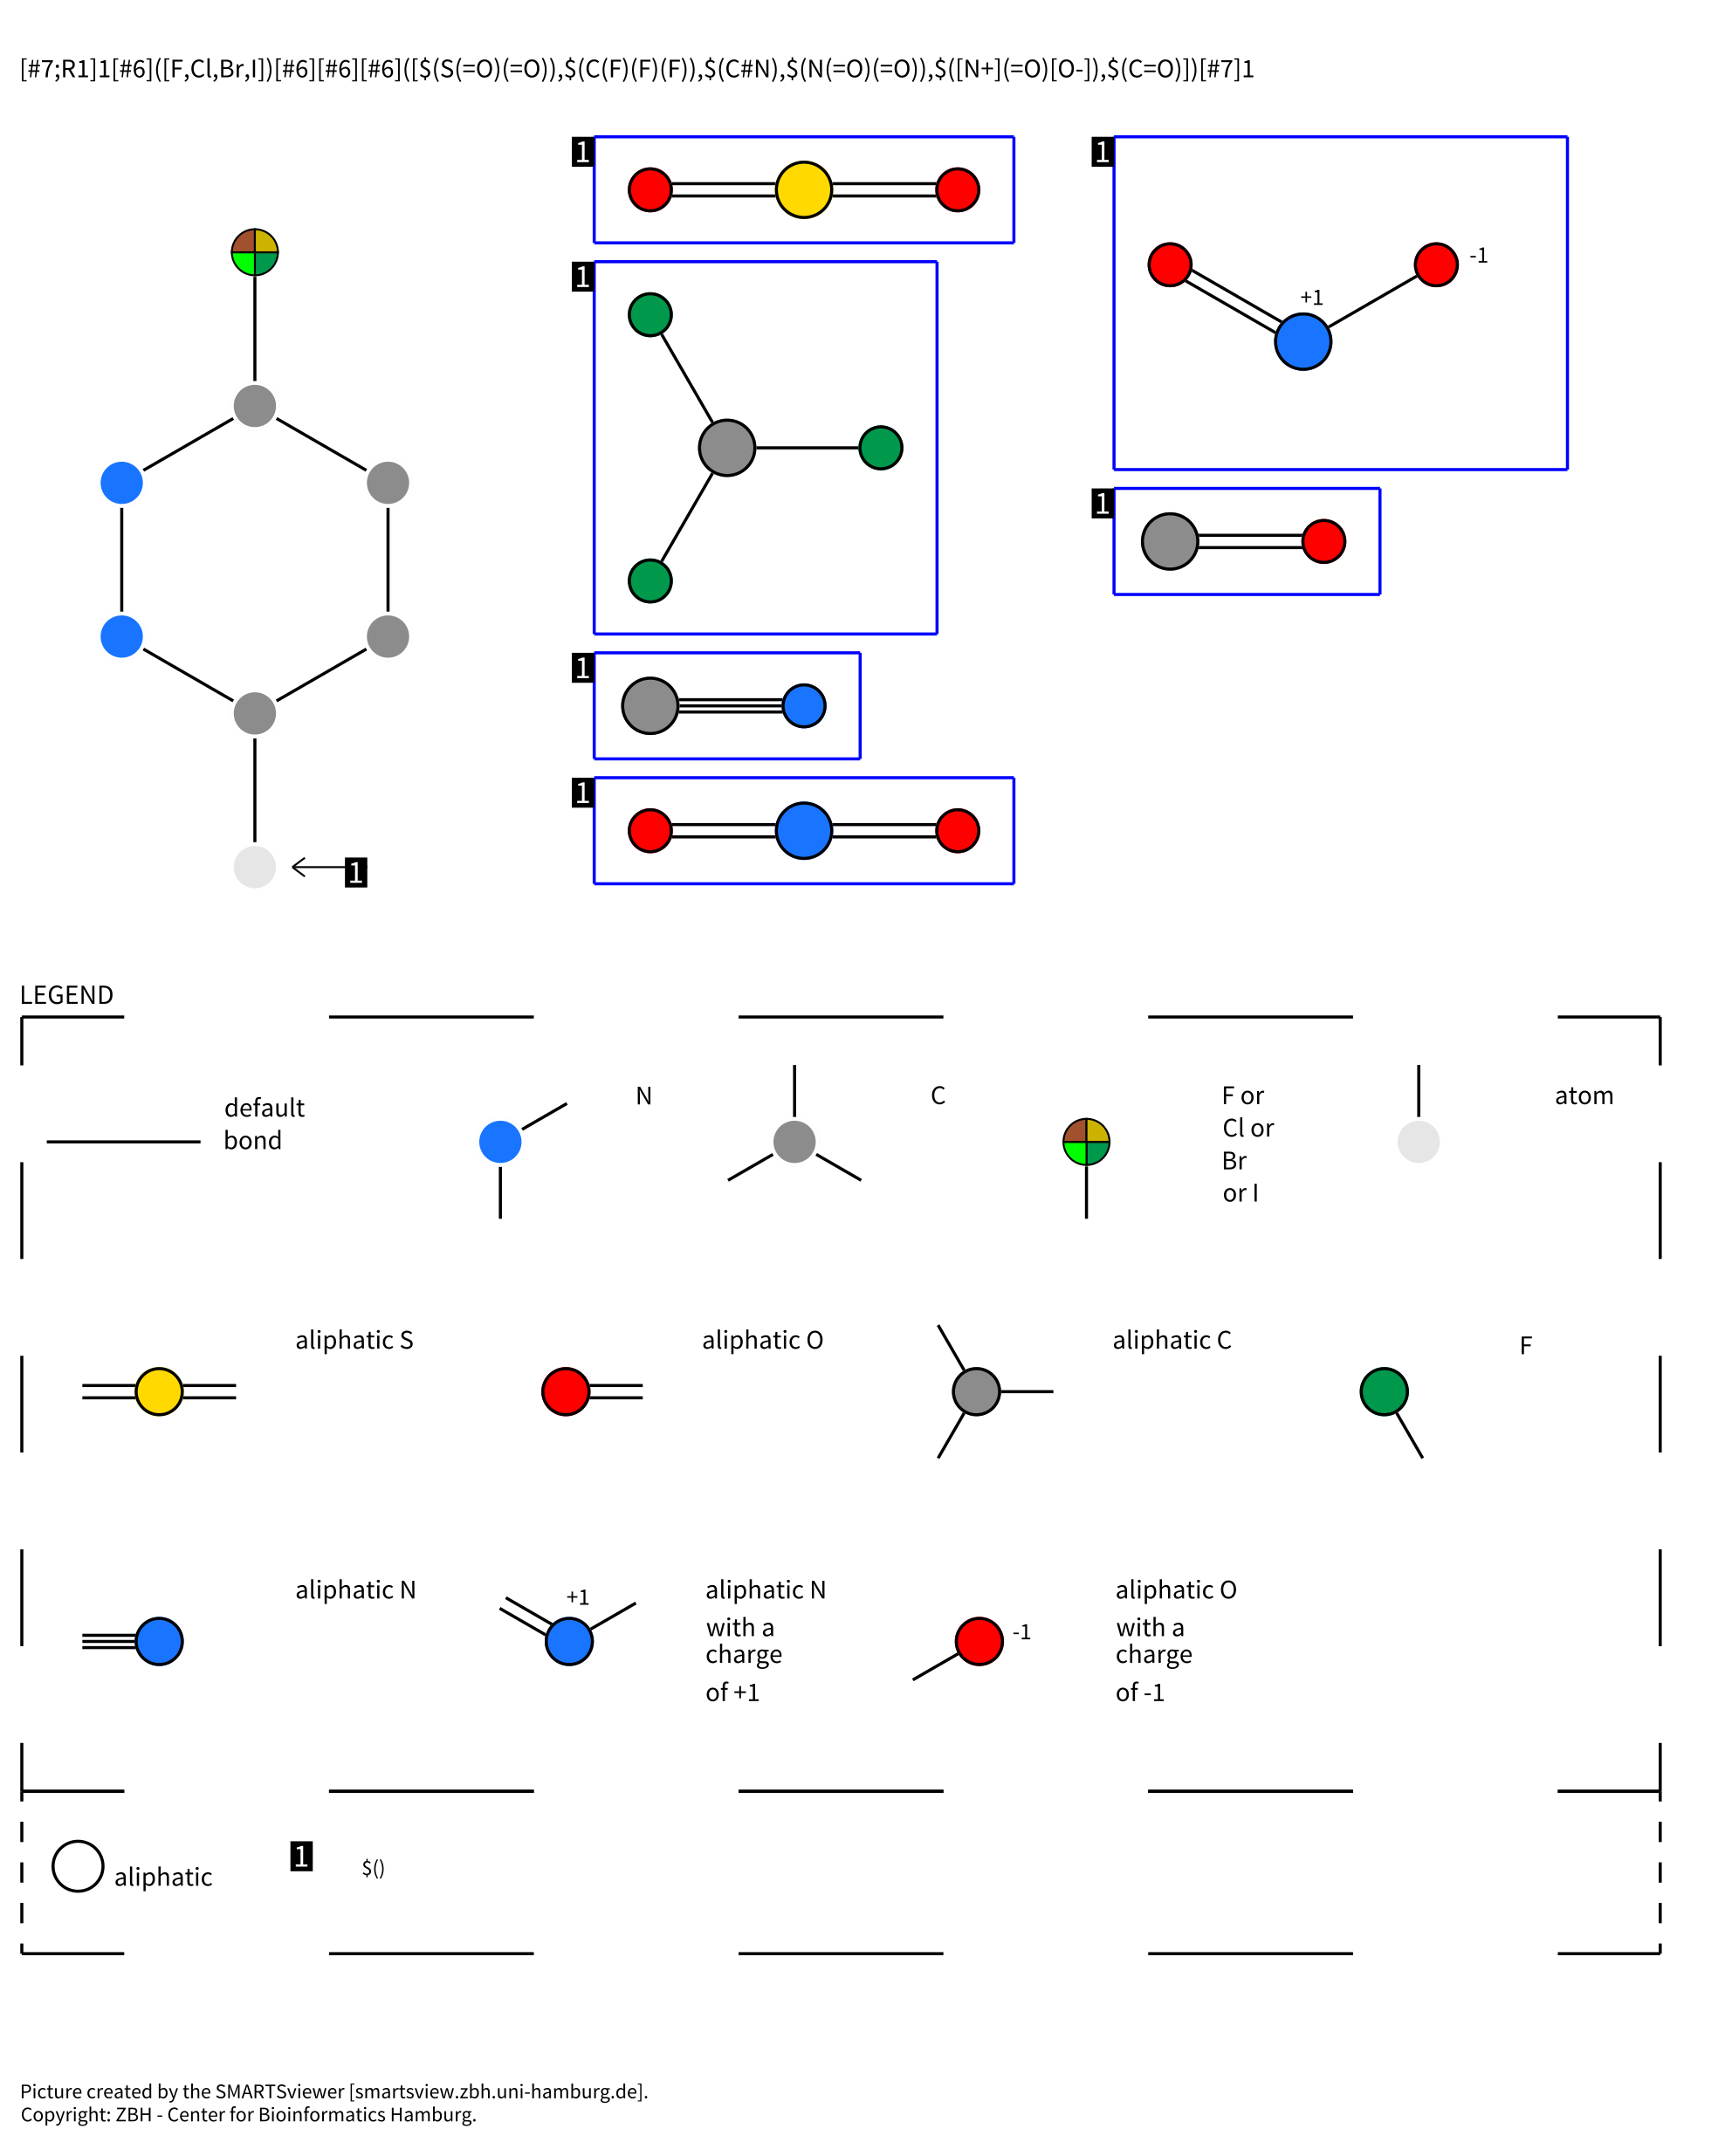 [#7;R1]1[#6]([F,Cl,Br,I])[#6][#6][#6]([$(S(=O)(=O)),$(C(F)(F)(F)),$(C#N),$(N(=O)(=O)),$([N+](=O)[O-]),$(C=O)])[#7]1
1
1
1
-1
+1
1
1
1
1
LEGEND
default
bond
N
C
F or
Cl or
Br
or I
atom
aliphatic S
aliphatic O
aliphatic C
F
aliphatic N
+1
aliphatic N
with a
charge
of +1
-1
aliphatic O
with a
charge
of -1
aliphatic
1
$()
Picture created by the SMARTSviewer [smartsview.zbh.uni-hamburg.de].
Copyright: ZBH - Center for Bioinformatics Hamburg.